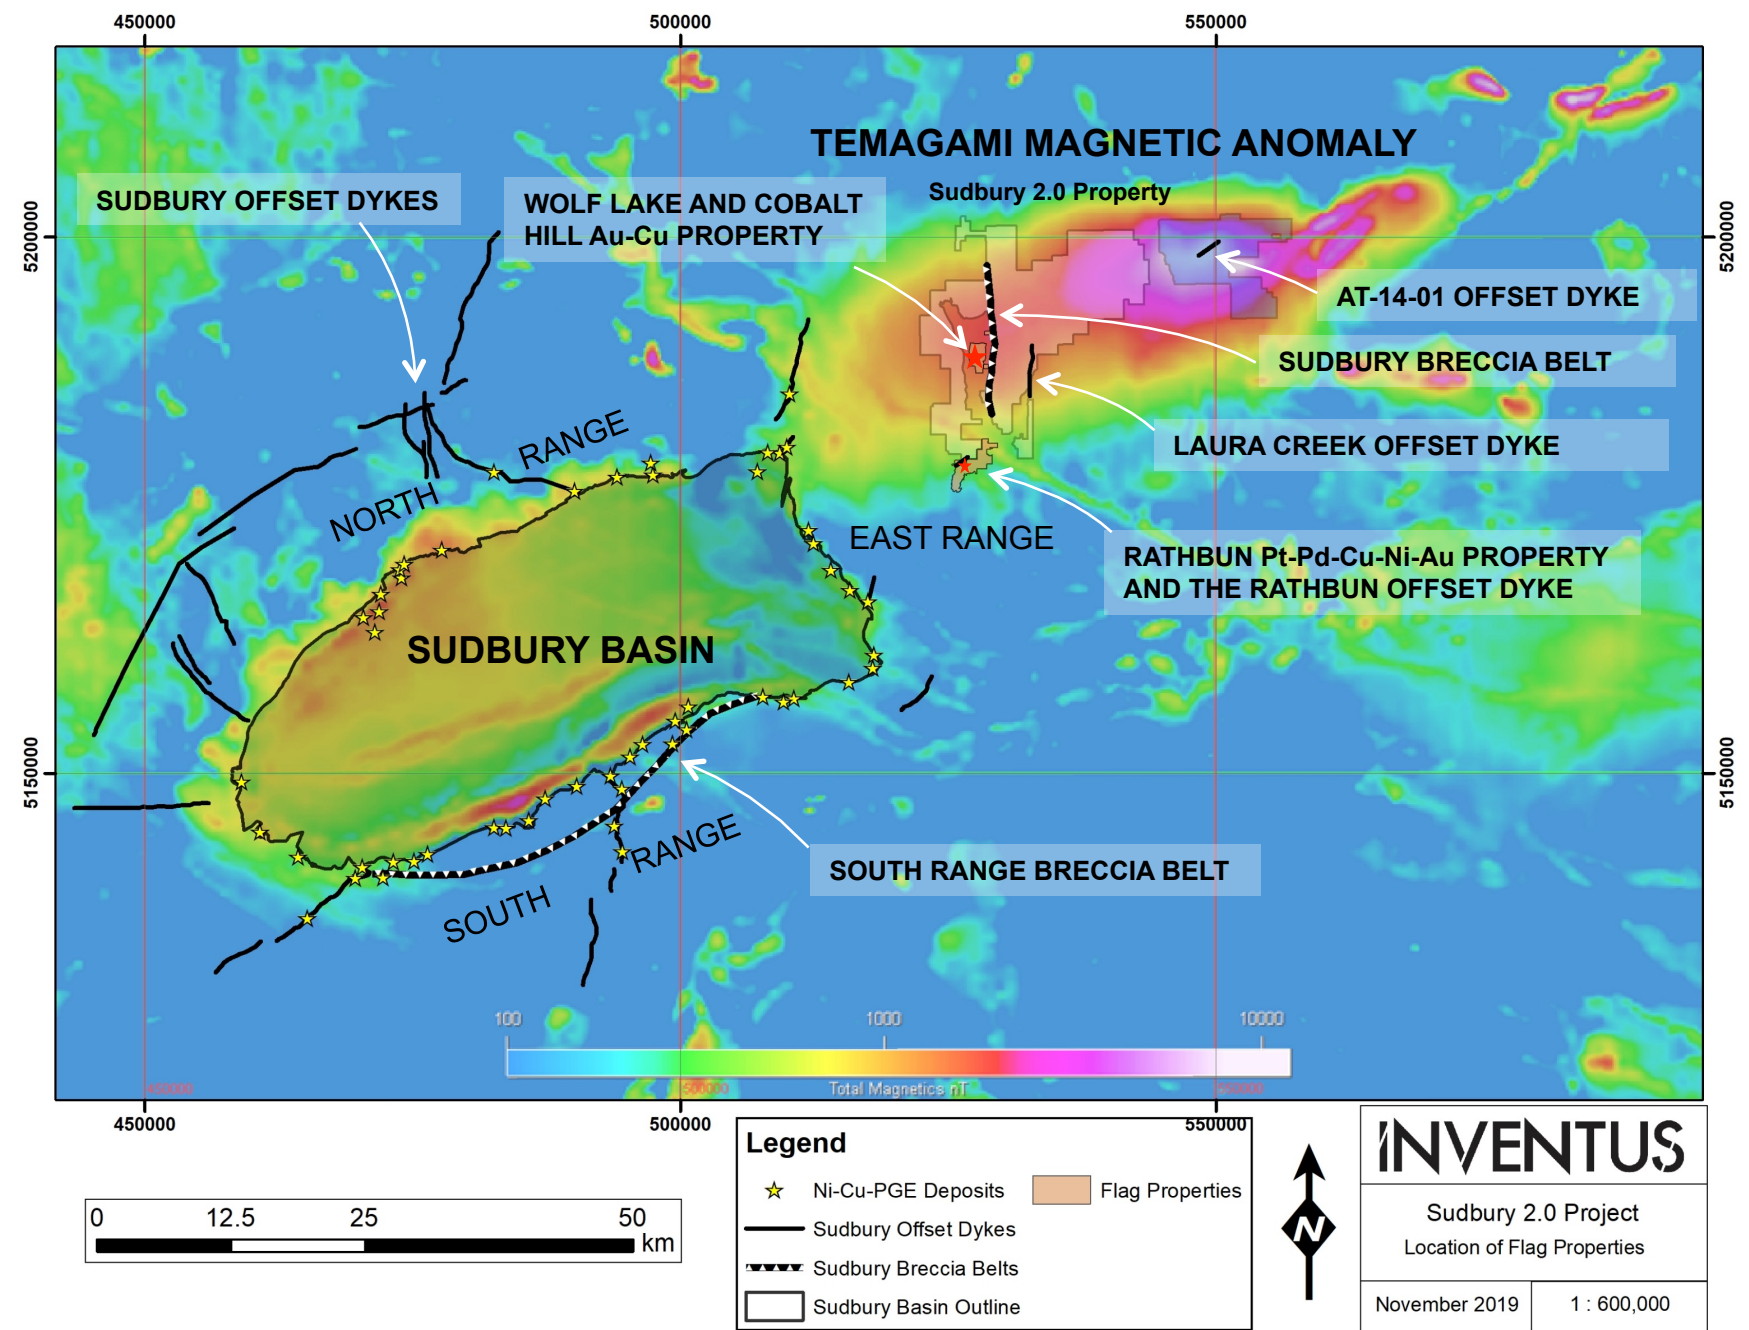 450000
500000
550000
TEMAGAMI MAGNETIC ANOMALY
Sudbury 2.0 Property
SUDBURY OFFSET DYKES
WOLF LAKE AND COBALT
HILL Au-Cu PROPERTY
5200000
5200000
AT-14-01 OFFSET DYKE
SUDBURY BRECCIA BELT
LAURA CREEK OFFSET DYKE
NORTH
RANGE
EAST RANGE
RATHBUN Pt-Pd-Cu-Ni-Au PROPERTY
AND THE RATHBUN OFFSET DYKE
SUDBURY BASIN
5150000
5150000
SOUTH
RANGE
SOUTH RANGE BRECCIA BELT
100
1000
10000
450000
500000
550000
Total Magnetics nT
450000
500000
550000
Legend
Ni-Cu-PGE Deposits
Flag Properties
Sudbury Offset Dykes
Sudbury Breccia Belts
Sudbury Basin Outline
0
12.5
25
50
km
N
INVENTUS
Sudbury 2.0 Project
Location of Flag Properties
November 2019
1 : 600,000